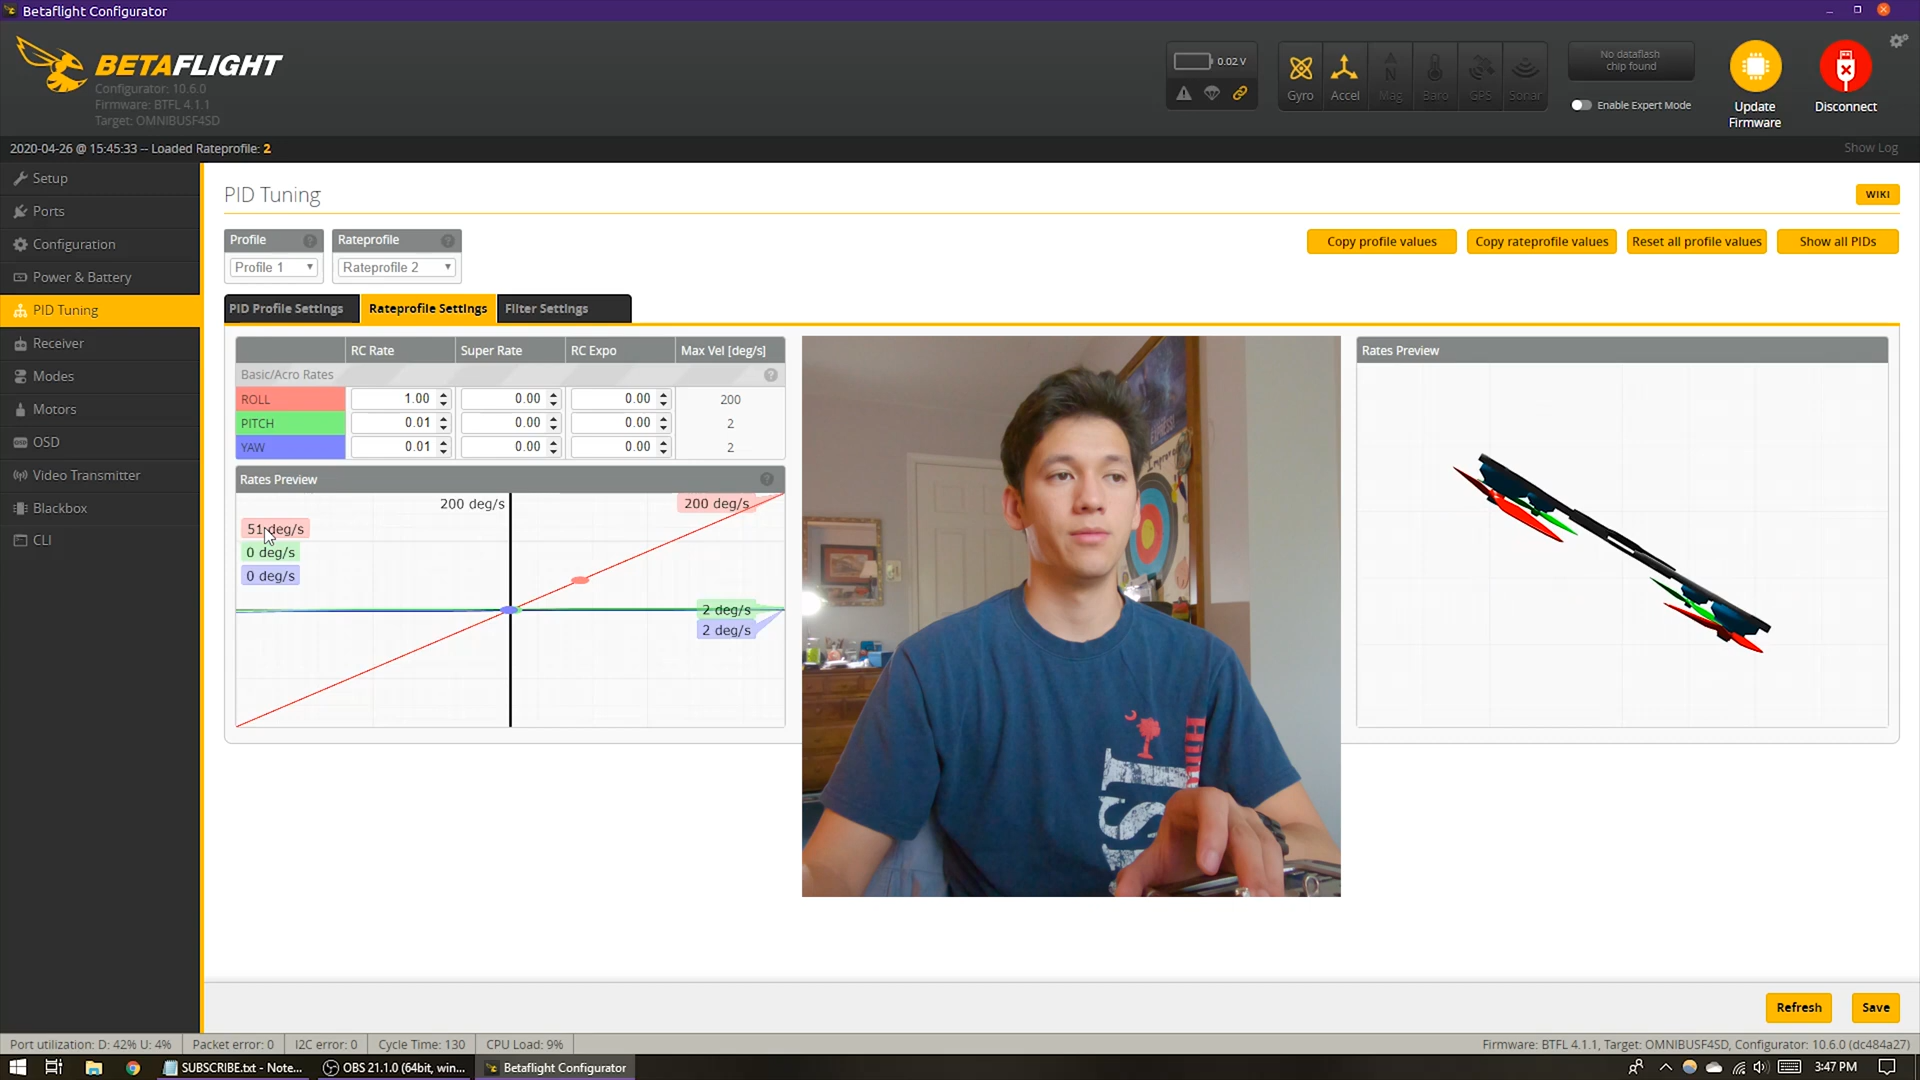 Betaflight Configurator
BETAFLIGHT
Configurator: 10.6.0
Firmware: BTFL 4.1.1
Target: OMNIBUSF4SD
0.02 V
Gyro
Accel
Mag
Baro
GPS
Sonar
No dataflash
chip found
Enable Expert Mode
Update
Firmware
Disconnect
2020-04-26 @ 15:45:33 -- Loaded Rateprofile: 2
Show Log
Setup
Ports
Configuration
Power & Battery
PID Tuning
Receiver
Modes
Motors
OSD
Video Transmitter
Blackbox
CLI
PID Tuning
WIKI
Profile
Rateprofile
Profile 1
Rateprofile 2
Copy profile values
Copy rateprofile values
Reset all profile values
Show all PIDs
PID Profile Settings
Rateprofile Settings
Filter Settings
RC Rate Super Rate RC Expo Max Vel [deg/s]
Basic/Acro Rates
ROLL 1.00 0.00 0.00 200
PITCH 0.01 0.00 0.00 2
YAW 0.01 0.00 0.00 2
Rates Preview
200 deg/s
200 deg/s
51 deg/s
0 deg/s
0 deg/s
2 deg/s
2 deg/s
Rates Preview
Refresh
Save
Port utilization: D: 42% U: 4%
Packet error: 0
I2C error: 0
Cycle Time: 130
CPU Load: 9%
Firmware: BTFL 4.1.1, Target: OMNIBUSF4SD, Configurator: 10.6.0 (dc484a27)
SUBSCRIBE.txt - Note...
OBS 21.1.0 (64bit, win...
Betaflight Configurator
3:47 PM